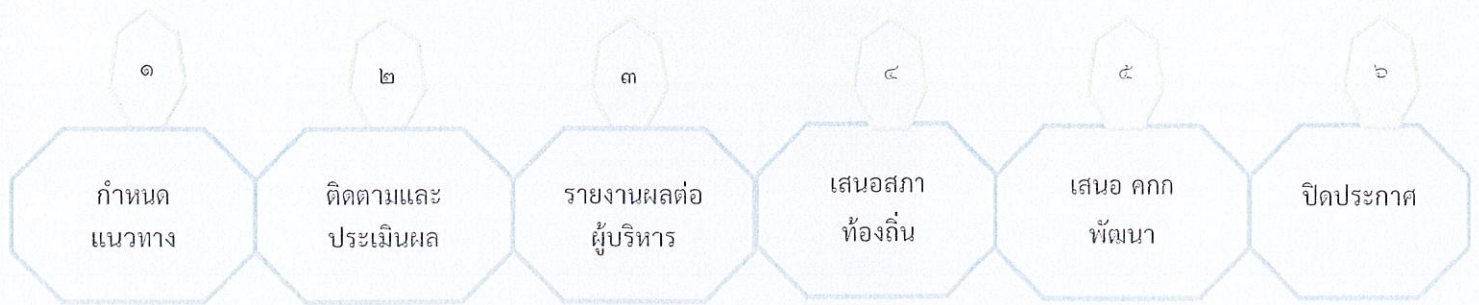 ๑
๒
๓
๔
๕
๖
กำหนด
แนวทาง
ติดตามและ
ประเมินผล
รายงานผลต่อ
ผู้บริหาร
เสนอสภา
ท้องถิ่น
เสนอ คกก
พัฒนา
ปิดประกาศ